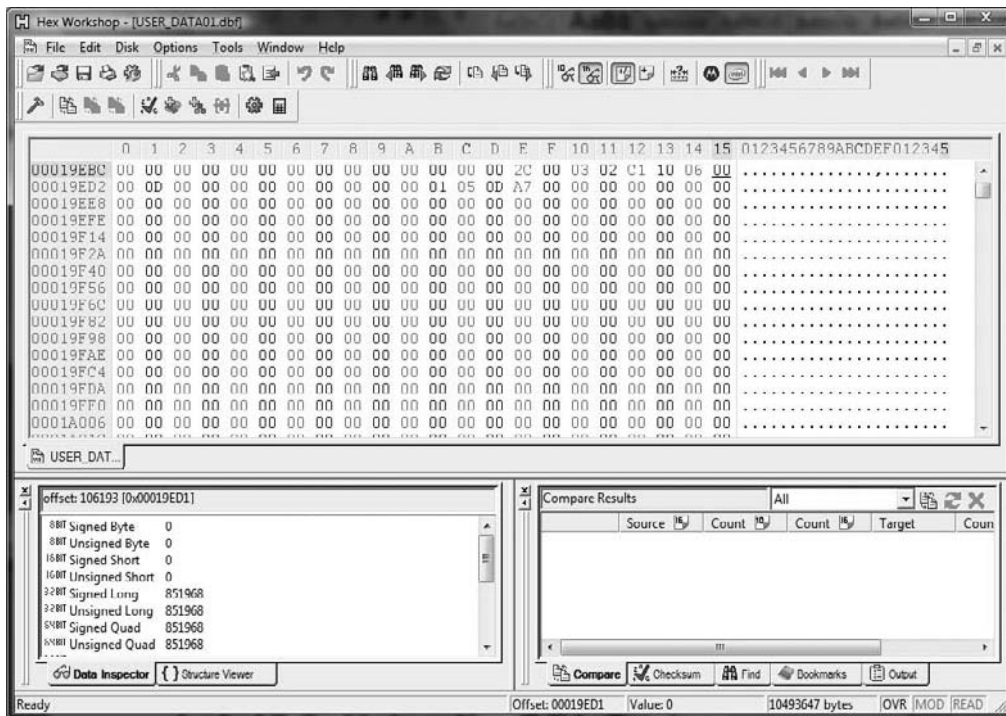 Hex Workshop - [USER_DATA01.dbf]
File Edit Disk Options Tools Window Help
0 1 2 3 4 5 6 7 8 9 A B C D E F 10 11 12 13 14 15 0123456789ABCDEF012345
00019EBC 00 00 00 00 00 00 00 00 00 00 00 00 00 00 2C 00 03 02 C1 10 06 00 ..............,.......
00019ED2 00 0D 00 00 00 00 00 00 00 00 00 01 05 0D A7 00 00 00 00 00 00 00 ......................
00019EE8 00 00 00 00 00 00 00 00 00 00 00 00 00 00 00 00 00 00 00 00 00 00 ......................
00019EFE 00 00 00 00 00 00 00 00 00 00 00 00 00 00 00 00 00 00 00 00 00 00 ......................
00019F14 00 00 00 00 00 00 00 00 00 00 00 00 00 00 00 00 00 00 00 00 00 00 ......................
00019F2A 00 00 00 00 00 00 00 00 00 00 00 00 00 00 00 00 00 00 00 00 00 00 ......................
00019F40 00 00 00 00 00 00 00 00 00 00 00 00 00 00 00 00 00 00 00 00 00 00 ......................
00019F56 00 00 00 00 00 00 00 00 00 00 00 00 00 00 00 00 00 00 00 00 00 00 ......................
00019F6C 00 00 00 00 00 00 00 00 00 00 00 00 00 00 00 00 00 00 00 00 00 00 ......................
00019F82 00 00 00 00 00 00 00 00 00 00 00 00 00 00 00 00 00 00 00 00 00 00 ......................
00019F98 00 00 00 00 00 00 00 00 00 00 00 00 00 00 00 00 00 00 00 00 00 00 ......................
00019FAE 00 00 00 00 00 00 00 00 00 00 00 00 00 00 00 00 00 00 00 00 00 00 ......................
00019FC4 00 00 00 00 00 00 00 00 00 00 00 00 00 00 00 00 00 00 00 00 00 00 ......................
00019FDA 00 00 00 00 00 00 00 00 00 00 00 00 00 00 00 00 00 00 00 00 00 00 ......................
00019FF0 00 00 00 00 00 00 00 00 00 00 00 00 00 00 00 00 00 00 00 00 00 00 ......................
0001A006 00 00 00 00 00 00 00 00 00 00 00 00 00 00 00 00 00 00 00 00 00 00 ......................
USER_DAT...
offset: 106193 [0x00019ED1]
8BIT Signed Byte 0
8BIT Unsigned Byte 0
16BIT Signed Short 0
16BIT Unsigned Short 0
32BIT Signed Long 851968
32BIT Unsigned Long 851968
64BIT Signed Quad 851968
64BIT Unsigned Quad 851968
Data Inspector { } Structure Viewer
Compare Results All
Source Count Count Target Coun
Compare Checksum Find Bookmarks Output
Ready Offset: 00019ED1 Value: 0 10493647 bytes OVR MOD READ